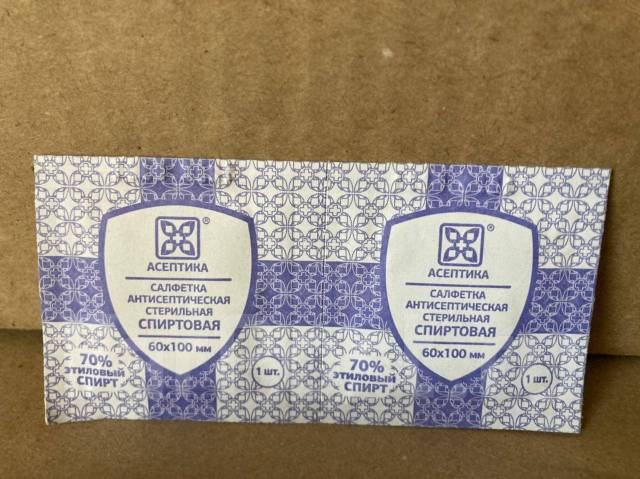 ®
АСЕПТИКА
САЛФЕТКА
АНТИСЕПТИЧЕСКАЯ
СТЕРИЛЬНАЯ
СПИРТОВАЯ
60х100 мм
70%
этиловый
СПИРТ
1 шт.
®
АСЕПТИКА
САЛФЕТКА
АНТИСЕПТИЧЕСКАЯ
СТЕРИЛЬНАЯ
СПИРТОВАЯ
60х100 мм
70%
этиловый
СПИРТ
1 шт.